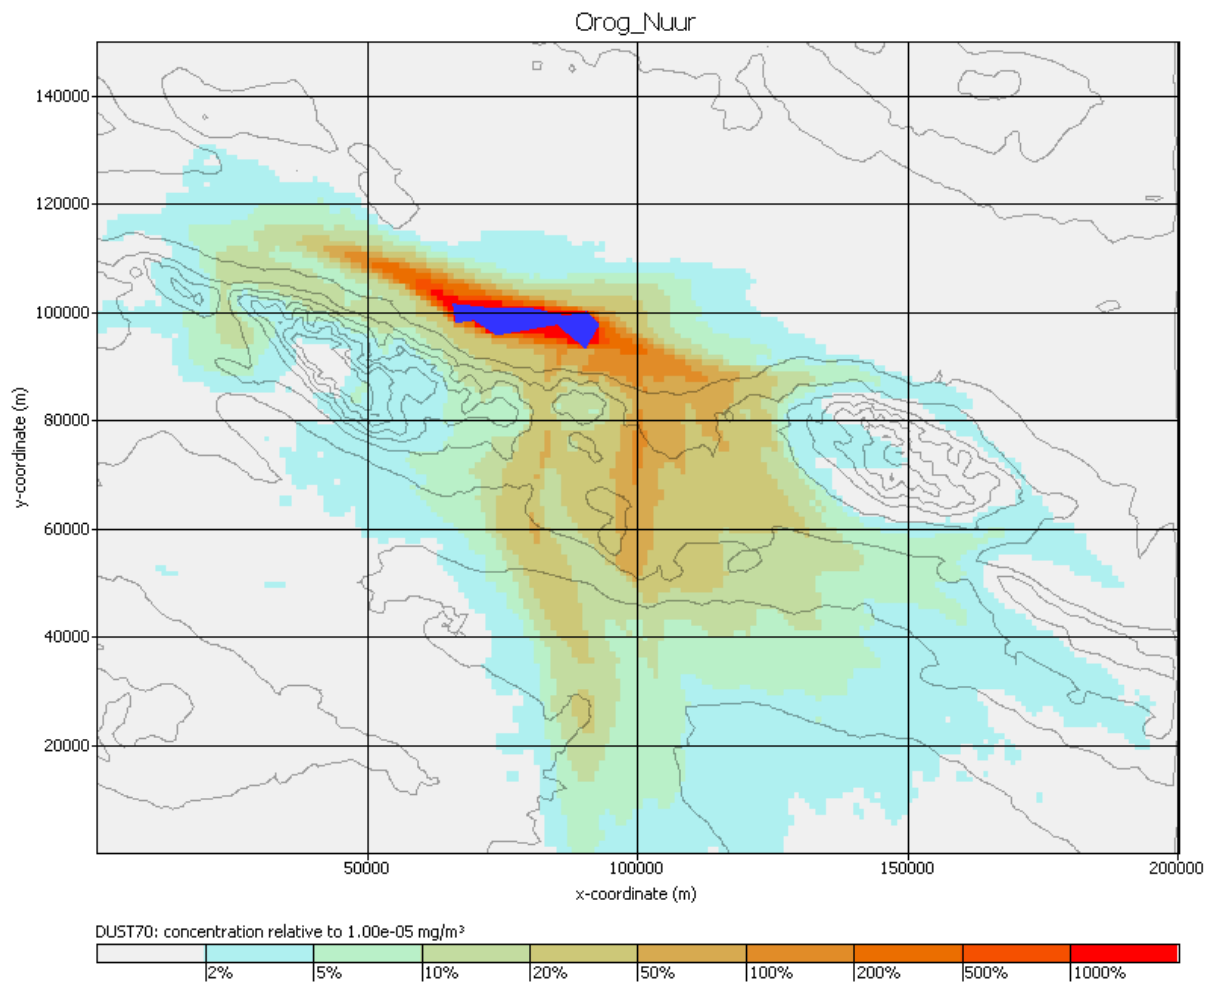 Orog_Nuur
140000
120000
100000
80000
60000
40000
20000
y-coordinate (m)
50000 100000 150000 200000
x-coordinate (m)
DUST70: concentration relative to 1.00e-05 mg/m³
2% 5% 10% 20% 50% 100% 200% 500% 1000%